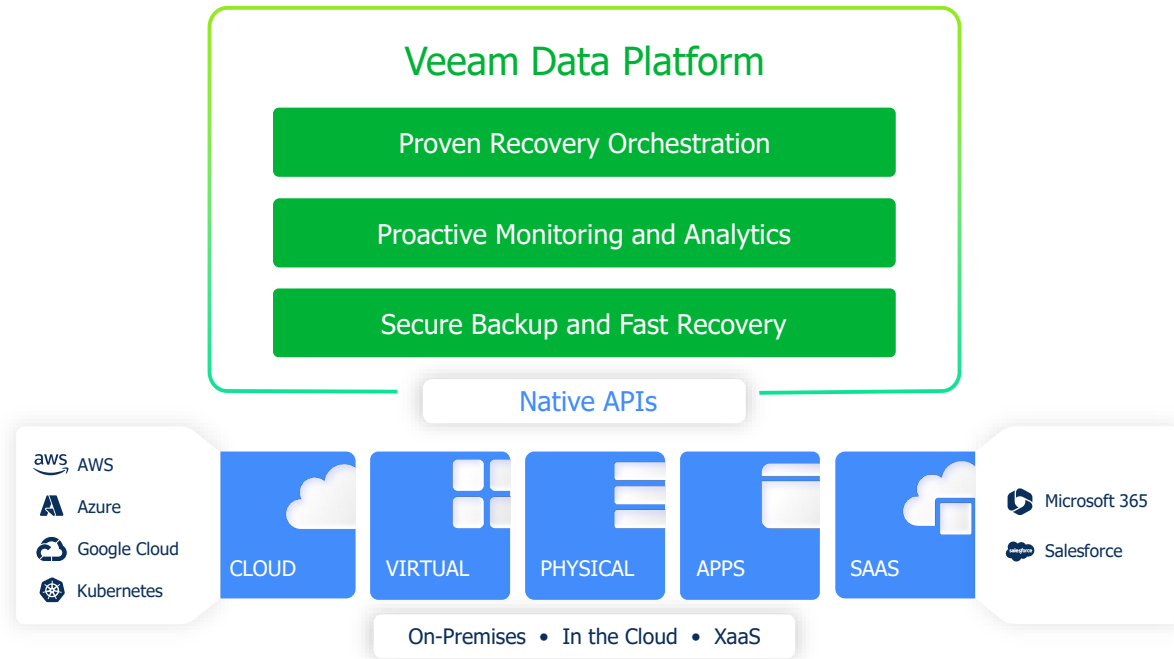 Veeam Data Platform
Proven Recovery Orchestration
Proactive Monitoring and Analytics
Secure Backup and Fast Recovery
Native APIs
aws AWS
Azure
Google Cloud
Kubernetes
CLOUD
VIRTUAL
PHYSICAL
APPS
SAAS
Microsoft 365
salesforce Salesforce
On-Premises • In the Cloud • XaaS